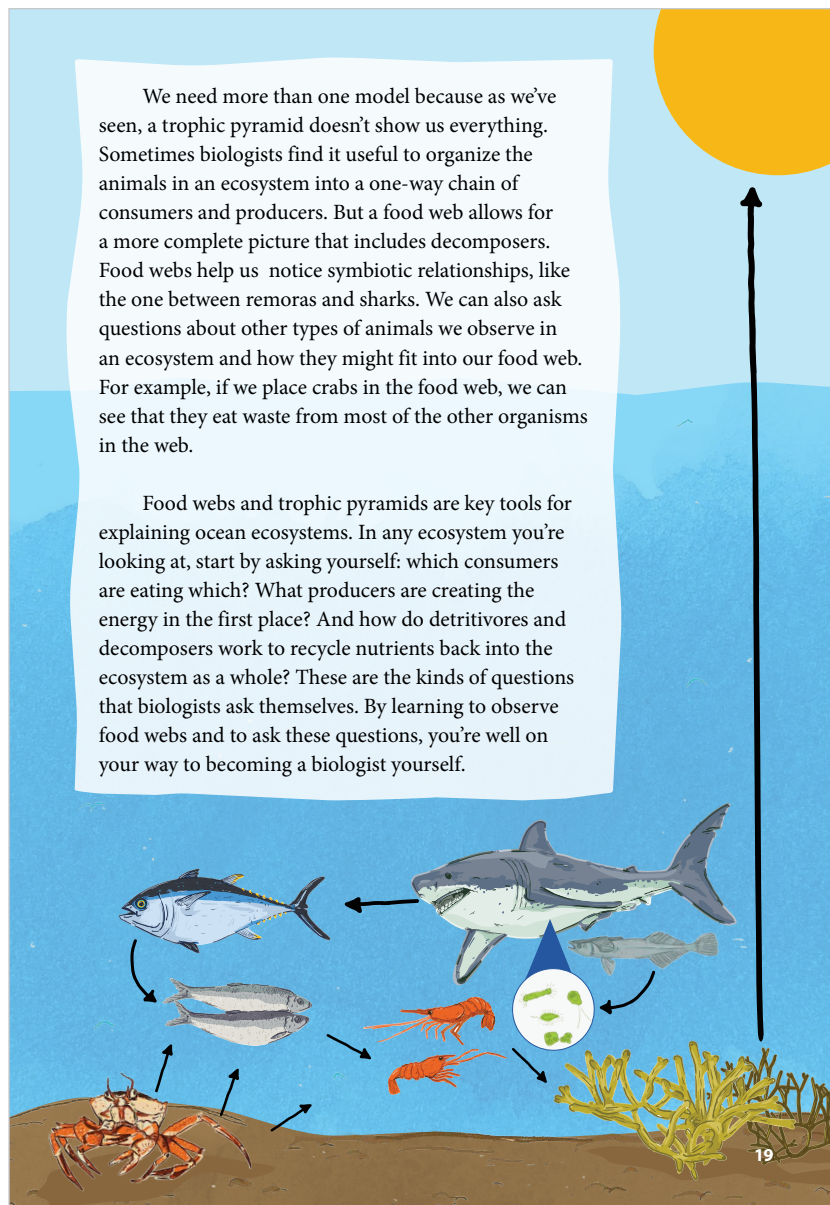 We need more than one model because as we’ve
seen, a trophic pyramid doesn’t show us everything.
Sometimes biologists find it useful to organize the
animals in an ecosystem into a one-way chain of
consumers and producers. But a food web allows for
a more complete picture that includes decomposers.
Food webs help us  notice symbiotic relationships, like
the one between remoras and sharks. We can also ask
questions about other types of animals we observe in
an ecosystem and how they might fit into our food web.
For example, if we place crabs in the food web, we can
see that they eat waste from most of the other organisms
in the web.
Food webs and trophic pyramids are key tools for
explaining ocean ecosystems. In any ecosystem you’re
looking at, start by asking yourself: which consumers
are eating which? What producers are creating the
energy in the first place? And how do detritivores and
decomposers work to recycle nutrients back into the
ecosystem as a whole? These are the kinds of questions
that biologists ask themselves. By learning to observe
food webs and to ask these questions, you’re well on
your way to becoming a biologist yourself.
19